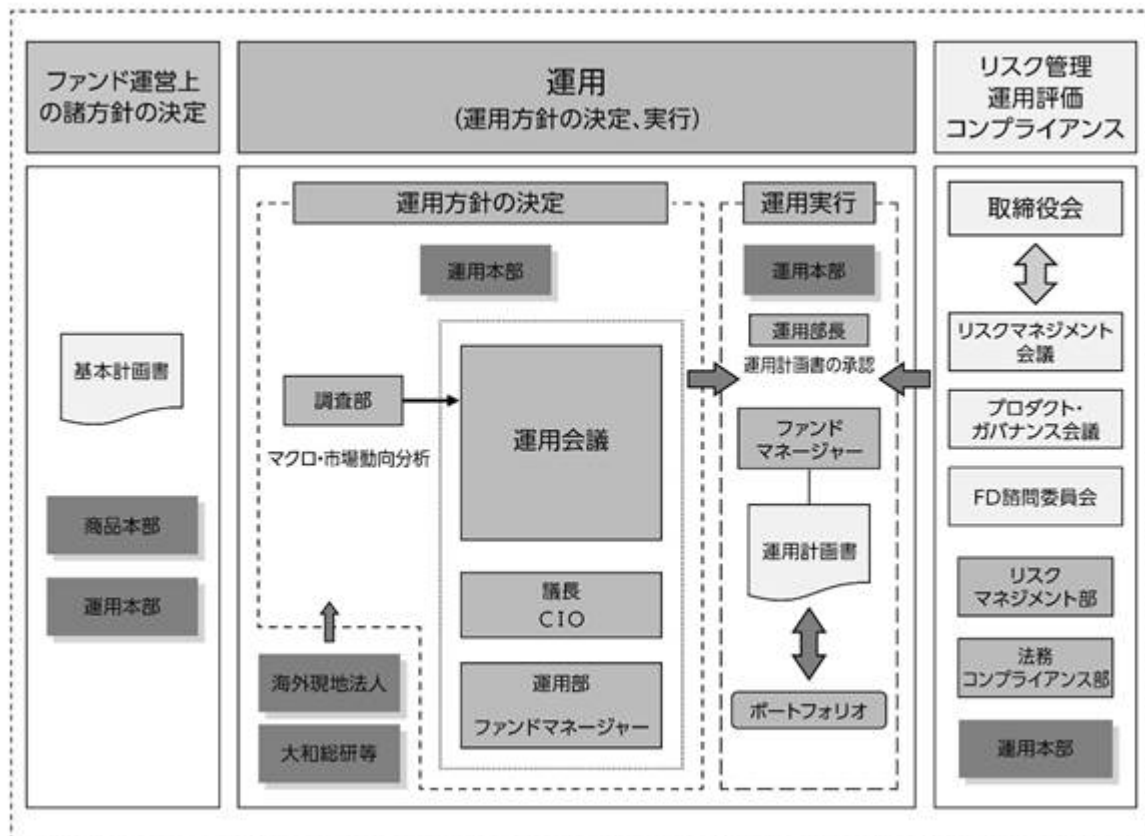 ファンド運営上
の諸方針の決定
運用
(運用方針の決定、実行)
リスク管理
運用評価
コンプライアンス
基本計画書
商品本部
運用本部
運用方針の決定
運用本部
調査部
マクロ・市場動向分析
運用会議
議長
CIO
運用部
ファンドマネージャー
海外現地法人
大和総研等
運用実行
運用本部
運用部長
運用計画書の承認
ファンド
マネージャー
運用計画書
ポートフォリオ
取締役会
リスクマネジメント
会議
プロダクト・
ガバナンス会議
FD諮問委員会
リスク
マネジメント部
法務
コンプライアンス部
運用本部